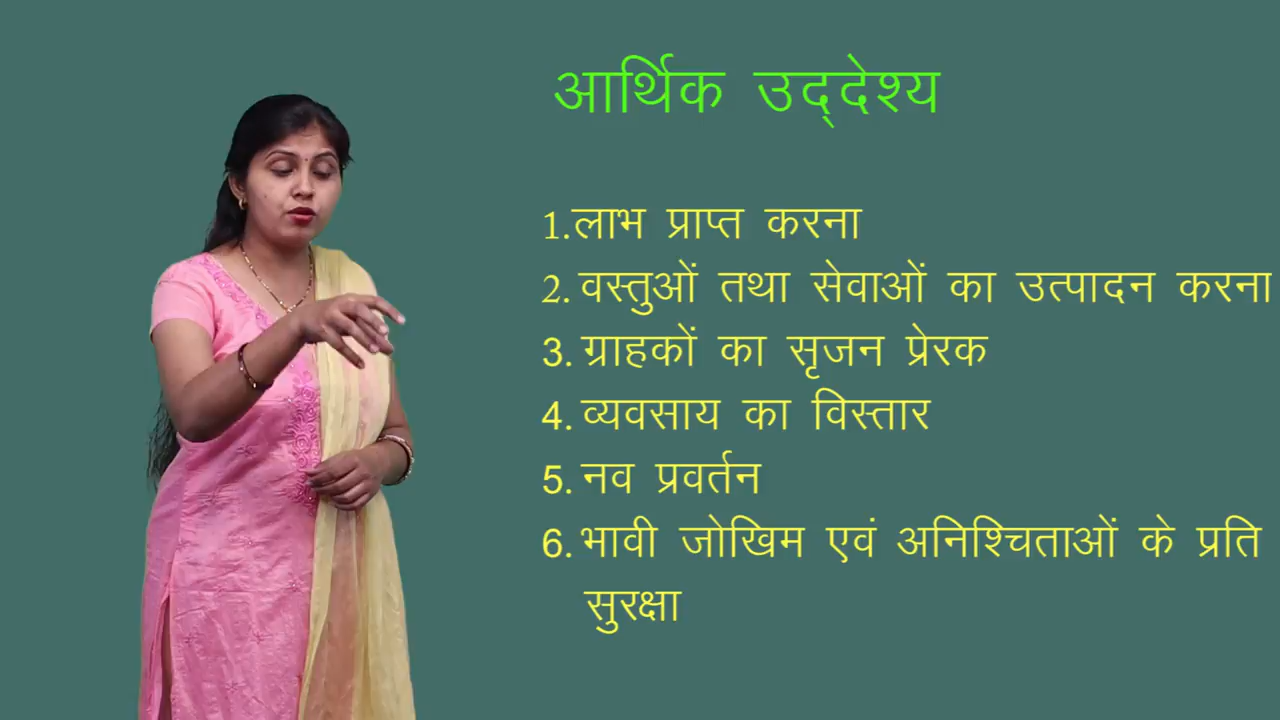 आर्थिक उद्देश्य
1.लाभ प्राप्त करना
2. वस्तुओं तथा सेवाओं का उत्पादन करना
3. ग्राहकों का सृजन प्रेरक
4. व्यवसाय का विस्तार
5. नव प्रवर्तन
6. भावी जोखिम एवं अनिश्चिताओं के प्रति
सुरक्षा